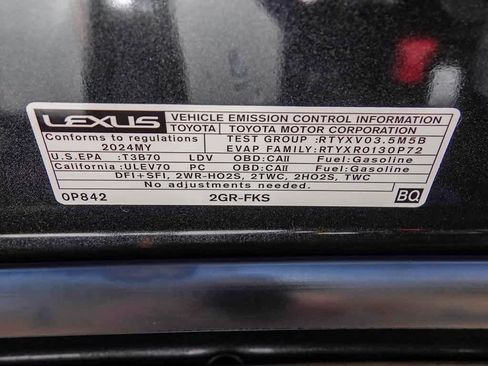 LEXUS VEHICLE EMISSION CONTROL INFORMATION
TOYOTA TOYOTA MOTOR CORPORATION
Conforms to regulations TEST GROUP :RTYXV03.5M5B
2024MY EVAP FAMILY:RTYXR0130P72
U.S.EPA :T3B70 LDV OBD:CAII Fuel:Gasoline
California:ULEV70 PC OBD:CAII Fuel:Gasoline
DFI+SFI, 2WR-HO2S, 2TWC, 2HO2S, TWC
No adjustments needed.
0P842 2GR-FKS BQ